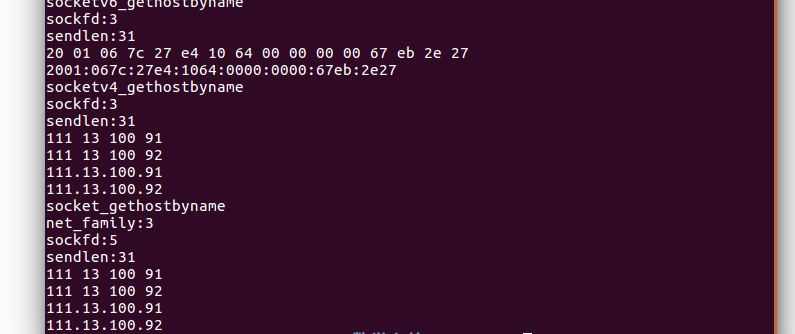 socketv6_gethostbyname
sockfd:3
sendlen:31
20 01 06 7c 27 e4 10 64 00 00 00 00 67 eb 2e 27
2001:067c:27e4:1064:0000:0000:67eb:2e27
socketv4_gethostbyname
sockfd:3
sendlen:31
111 13 100 91
111 13 100 92
111.13.100.91
111.13.100.92
socket_gethostbyname
net_family:3
sockfd:5
sendlen:31
111 13 100 91
111 13 100 92
111.13.100.91
111.13.100.92